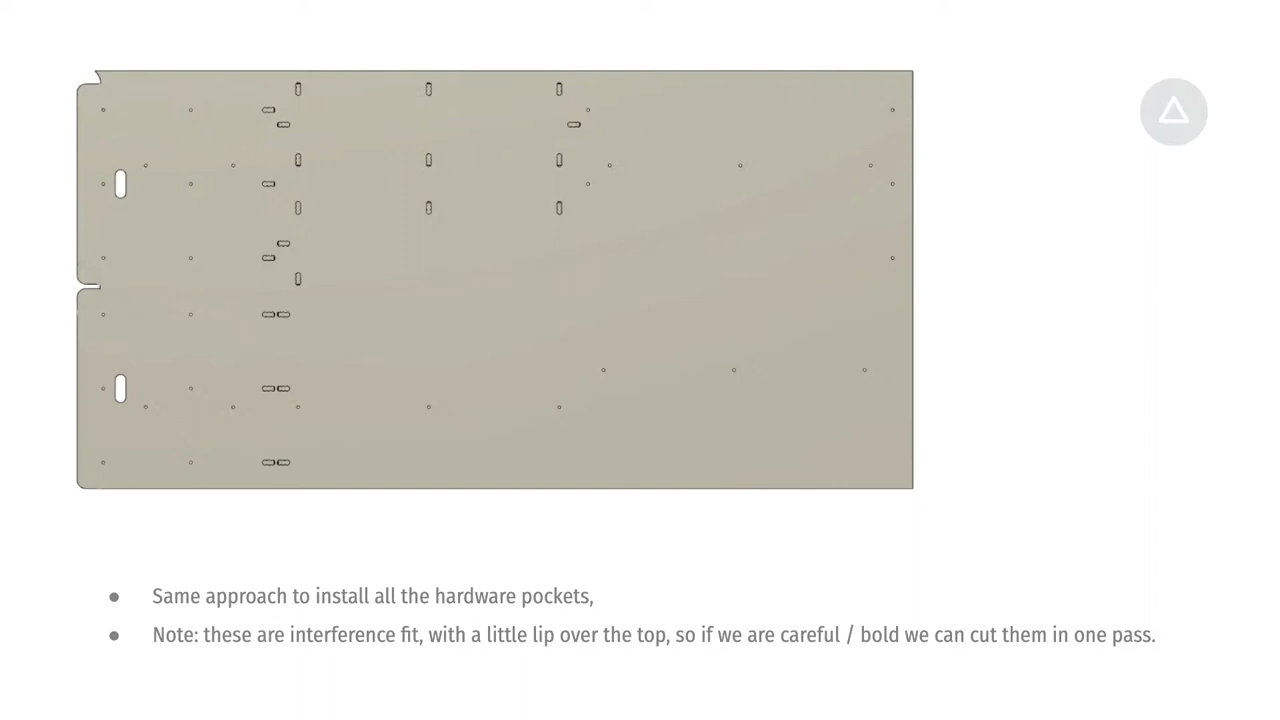 ● Same approach to install all the hardware pockets,
● Note: these are interference fit, with a little lip over the top, so if we are careful / bold we can cut them in one pass.